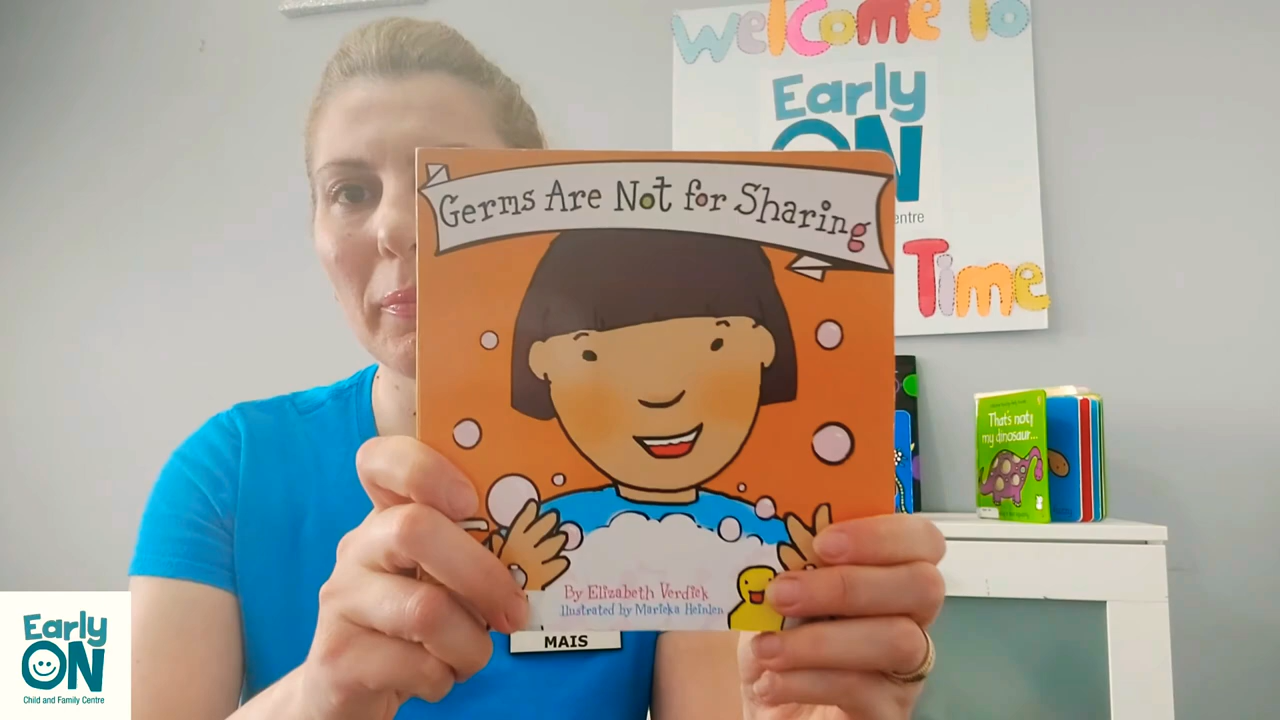 Welcome To
Early
ON
entre
Time
Germs Are Not for Sharing
By Elizabeth Verdick
Illustrated by Marieka Heinlen
MAIS
That's not
my dinosaur...
Early
ON
Child and Family Centre